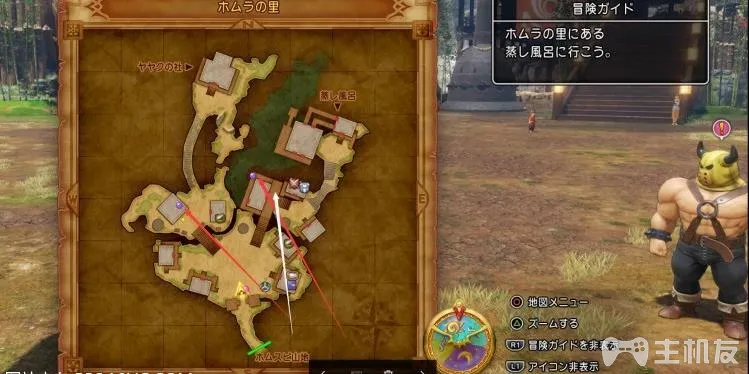 ホムラの里
ヤヤクの社
蒸し風呂
W
E
ホムスビ山地
冒険ガイド
ホムラの里にある
蒸し風呂に行こう。
地図メニュー
ズームする
R1 冒険ガイドを非表示
L1 アイコン非表示
主机友